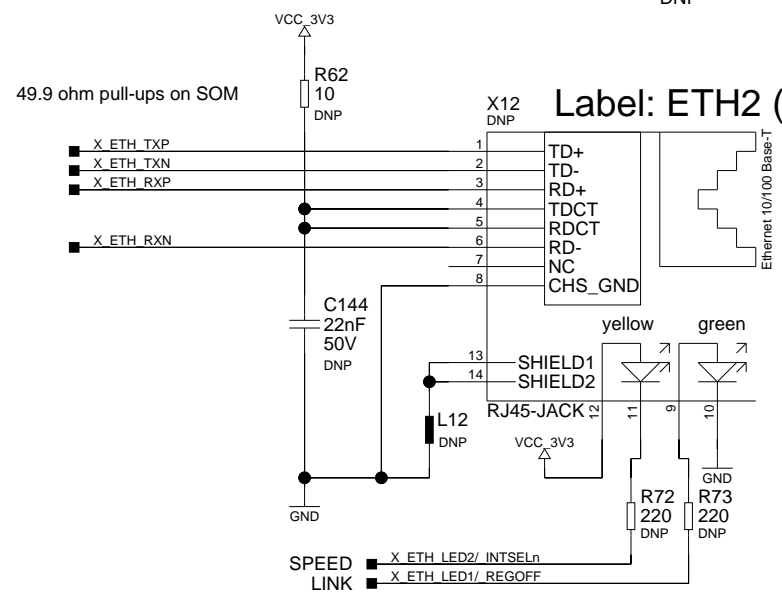 DNP
VCC_3V3
R62
10
DNP
49.9 ohm pull-ups on SOM
X12
DNP
Label: ETH2 (
X_ETH_TXP
X_ETH_TXN
X_ETH_RXP
X_ETH_RXN
1
2
3
4
5
6
7
8
TD+
TD-
RD+
TDCT
RDCT
RD-
NC
CHS_GND
Ethernet 10/100 Base-T
C144
22nF
50V
DNP
yellow
green
13
14
SHIELD1
SHIELD2
RJ45-JACK
12
11
9
10
L12
DNP
VCC_3V3
GND
GND
R72
220
DNP
R73
220
DNP
SPEED
X_ETH_LED2/_INTSELn
LINK
X_ETH_LED1/_REGOFF